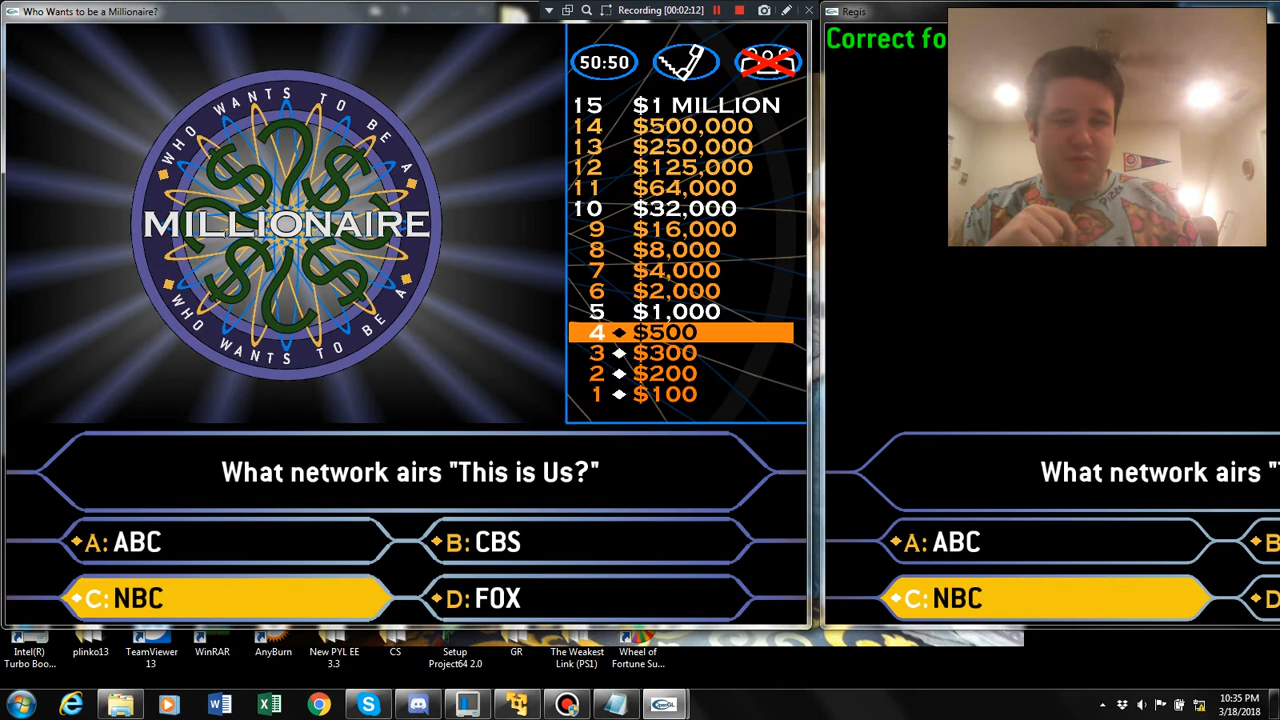 Who Wants to be a Millionaire?
Recording [00:02:12]
Regis
Correct fo
50:50
WHO WANTS TO BE A
MILLIONAIRE
WHO WANTS TO BE A
15 $1 MILLION
14 $500,000
13 $250,000
12 $125,000
11 $64,000
10 $32,000
9 $16,000
8 $8,000
7 $4,000
6 $2,000
5 $1,000
4 $500
3 $300
2 $200
1 $100
What network airs "This is Us?"
A: ABC
B: CBS
C: NBC
D: FOX
What network airs "T
A: ABC
B
C: NBC
D
Intel(R) Turbo Boo...
plinko13
TeamViewer 13
WinRAR
AnyBurn
New PYL EE 3.3
CS
Setup Project64 2.0
GR
The Weakest Link (PS1)
Wheel of Fortune Su...
10:35 PM
3/18/2018